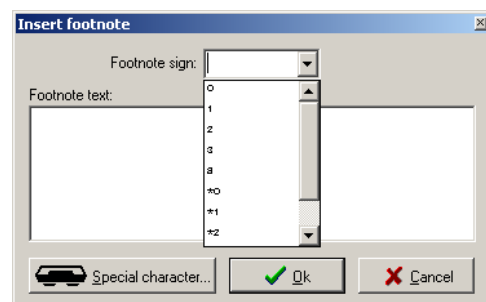 Insert footnote
Footnote sign:
Footnote text:
0
1
2
3
a
*0
*1
*2
Special character...
Ok
Cancel